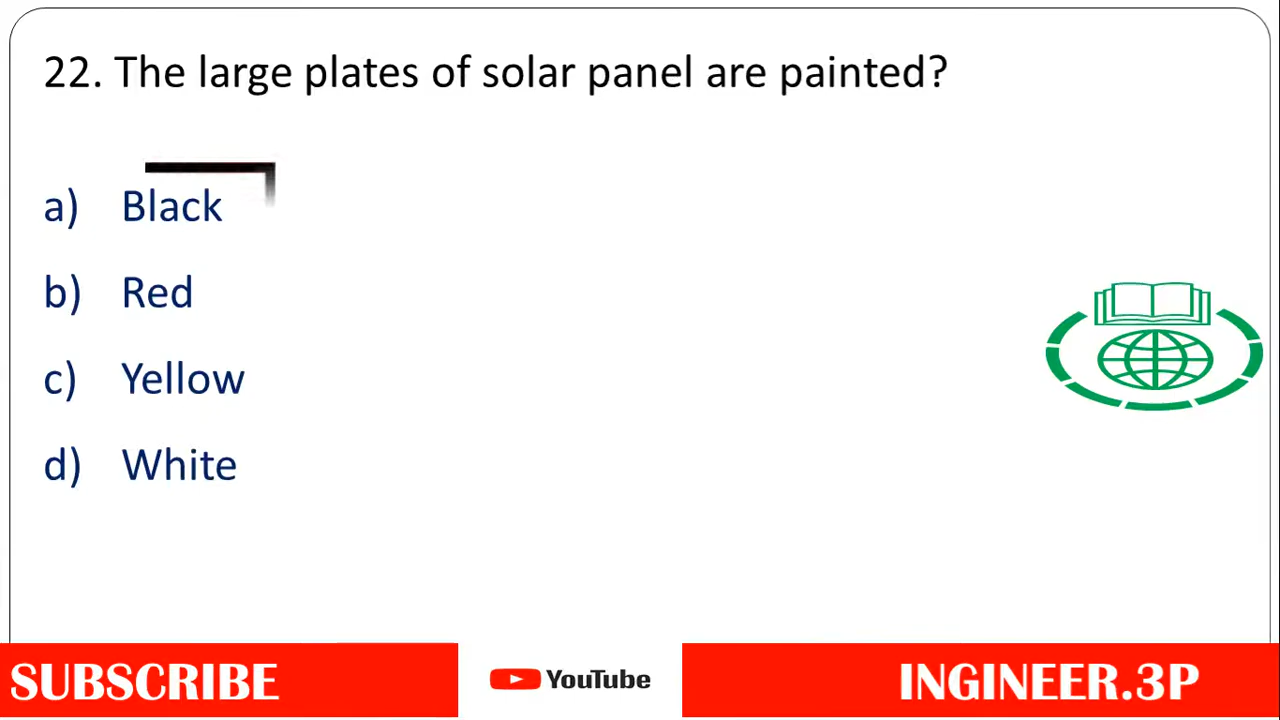 22. The large plates of solar panel are painted?
a) Black
b) Red
c) Yellow
d) White
SUBSCRIBE
YouTube
INGINEER.3P